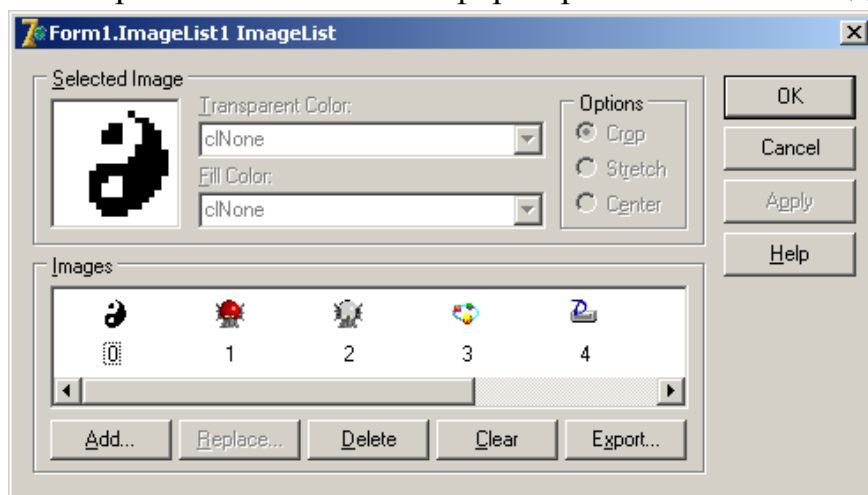 Form1.ImageList1 ImageList
Selected Image
Transparent Color:
clNone
Fill Color:
clNone
Options
Crop
Stretch
Center
OK
Cancel
Apply
Help
Images
0 1 2 3 4
Add... Replace... Delete Clear Export...